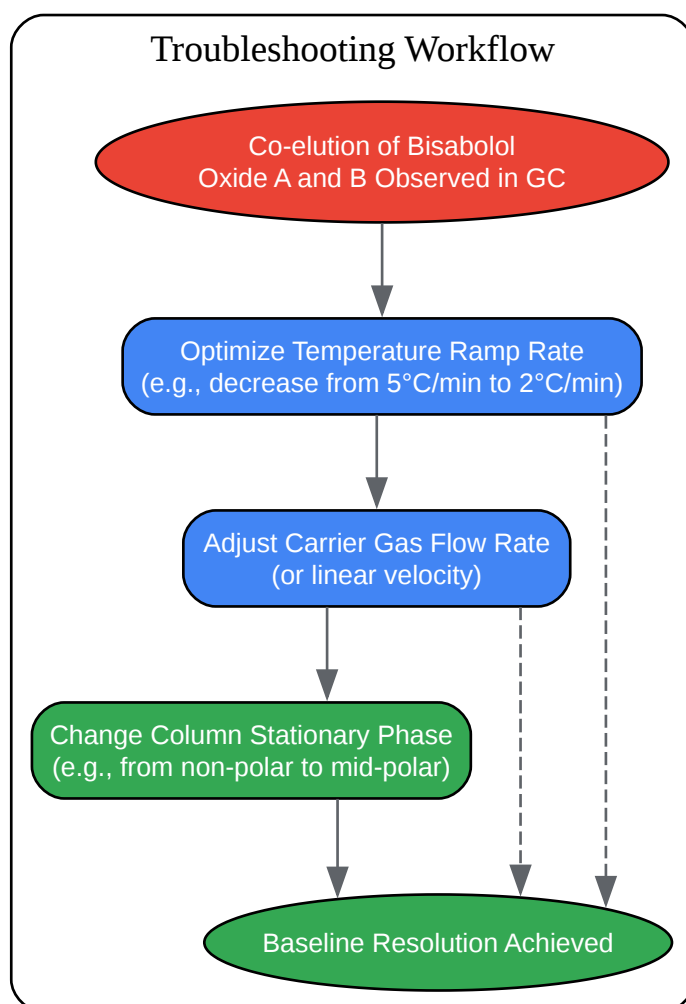 Troubleshooting Workflow
Co-elution of Bisabolol
Oxide A and B Observed in GC
Optimize Temperature Ramp Rate
(e.g., decrease from 5°C/min to 2°C/min)
Adjust Carrier Gas Flow Rate
(or linear velocity)
Change Column Stationary Phase
(e.g., from non-polar to mid-polar)
Baseline Resolution Achieved